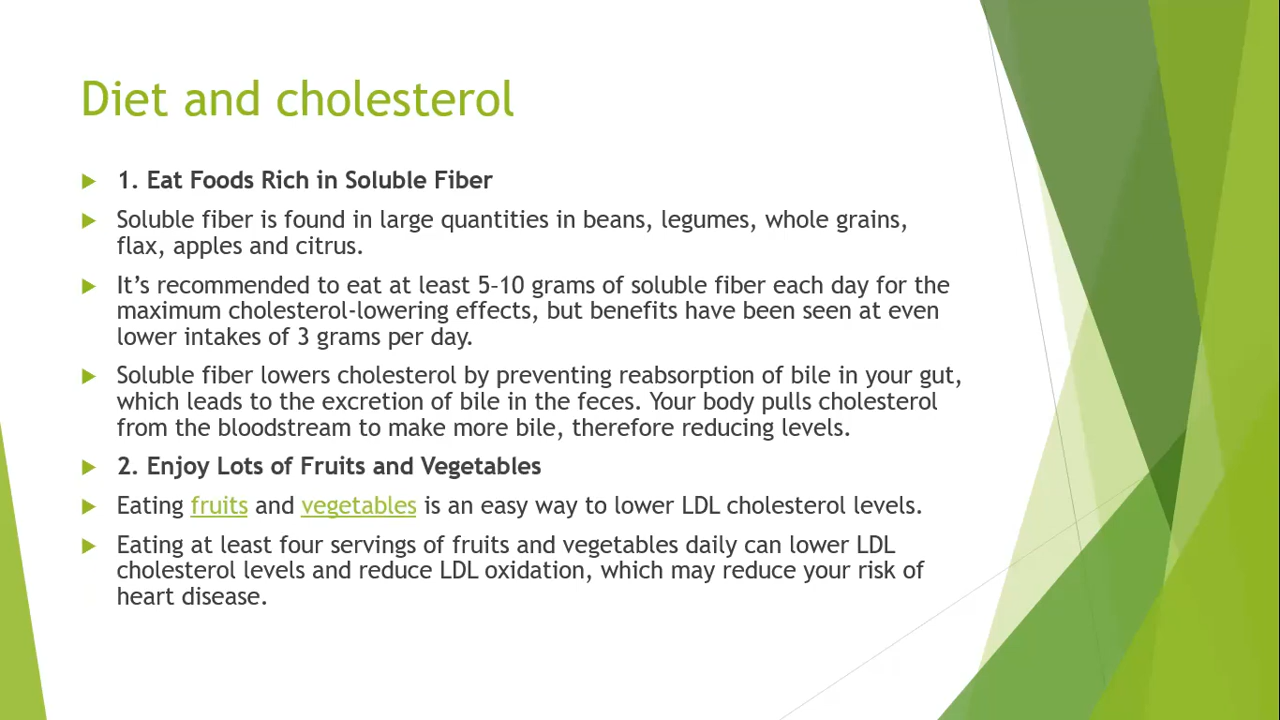 Diet and cholesterol
1. Eat Foods Rich in Soluble Fiber
Soluble fiber is found in large quantities in beans, legumes, whole grains,
flax, apples and citrus.
It’s recommended to eat at least 5–10 grams of soluble fiber each day for the
maximum cholesterol-lowering effects, but benefits have been seen at even
lower intakes of 3 grams per day.
Soluble fiber lowers cholesterol by preventing reabsorption of bile in your gut,
which leads to the excretion of bile in the feces. Your body pulls cholesterol
from the bloodstream to make more bile, therefore reducing levels.
2. Enjoy Lots of Fruits and Vegetables
Eating fruits and vegetables is an easy way to lower LDL cholesterol levels.
Eating at least four servings of fruits and vegetables daily can lower LDL
cholesterol levels and reduce LDL oxidation, which may reduce your risk of
heart disease.